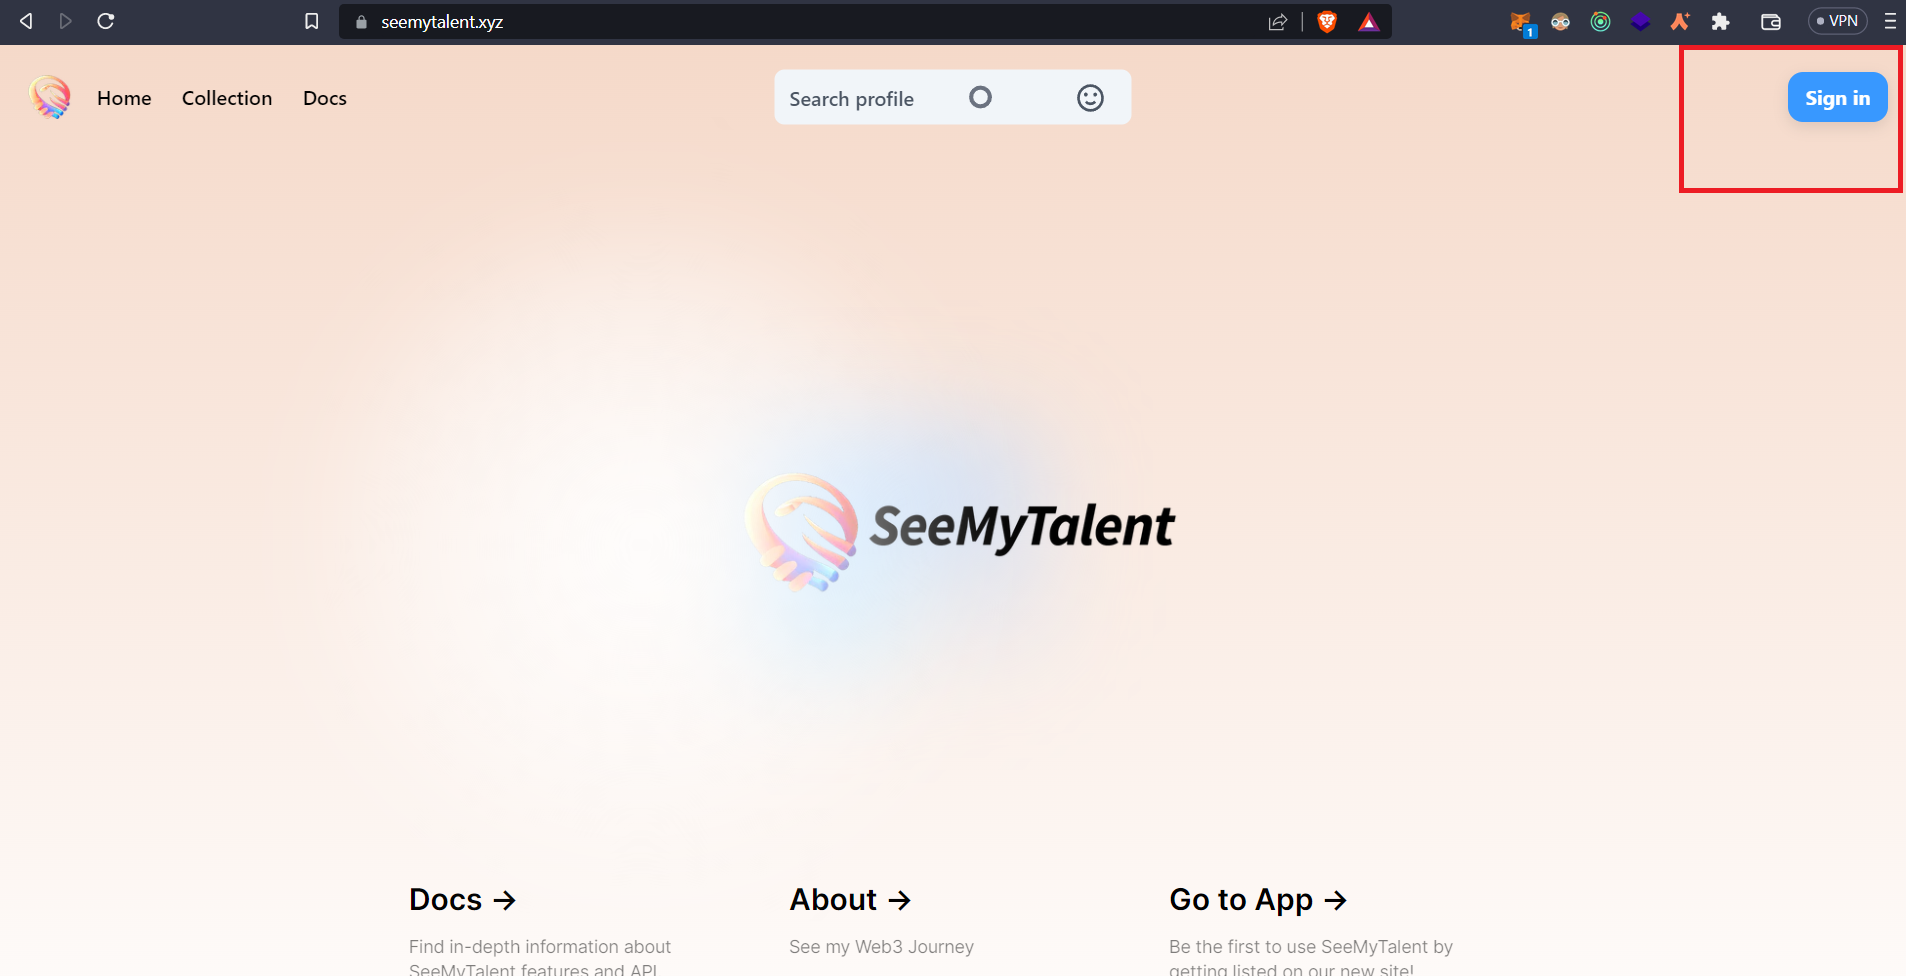 seemytalent.xyz
1
VPN
Home Collection Docs
Search profile
Sign in
SeeMyTalent
Docs →
Find in-depth information about
SeeMyTalent features and API.
About →
See my Web3 Journey
Go to App →
Be the first to use SeeMyTalent by
getting listed on our new site!